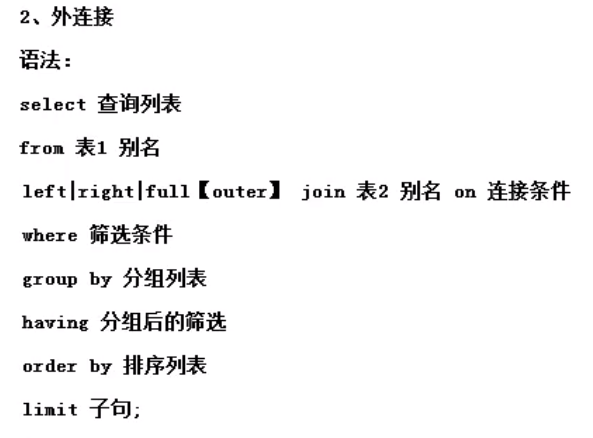 2、外连接
语法:
select 查询列表
from 表1 别名
left|right|full【outer】 join 表2 别名 on 连接条件
where 筛选条件
group by 分组列表
having 分组后的筛选
order by 排序列表
limit 子句;